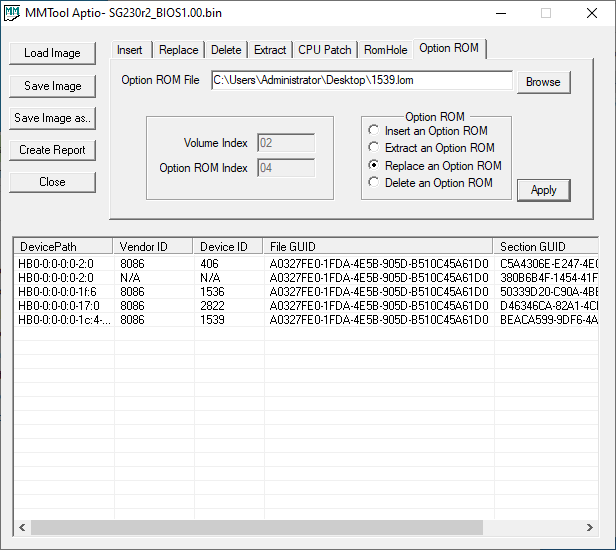 MMTool Aptio- SG230r2_BIOS1.00.bin
Load Image
Save Image
Save Image as..
Create Report
Close
Insert Replace Delete Extract CPU Patch RomHole Option ROM
Option ROM File C:\Users\Administrator\Desktop\1539.lom Browse
Volume Index 02
Option ROM Index 04
Option ROM
Insert an Option ROM
Extract an Option ROM
Replace an Option ROM
Delete an Option ROM
Apply
DevicePath Vendor ID Device ID File GUID Section GUID
HB0-0:0-0:0-2:0 8086 406 A0327FE0-1FDA-4E5B-905D-B510C45A61D0 C5A4306E-E247-4E
HB0-0:0-0:0-2:0 N/A N/A A0327FE0-1FDA-4E5B-905D-B510C45A61D0 380B6B4F-1454-41F
HB0-0:0-0:0-1f:6 8086 1536 A0327FE0-1FDA-4E5B-905D-B510C45A61D0 50339D20-C90A-4BE
HB0-0:0-0:0-17:0 8086 2822 A0327FE0-1FDA-4E5B-905D-B510C45A61D0 D46346CA-82A1-4C
HB0-0:0-0:0-1c:4-... 8086 1539 A0327FE0-1FDA-4E5B-905D-B510C45A61D0 BEACA599-9DF6-4A